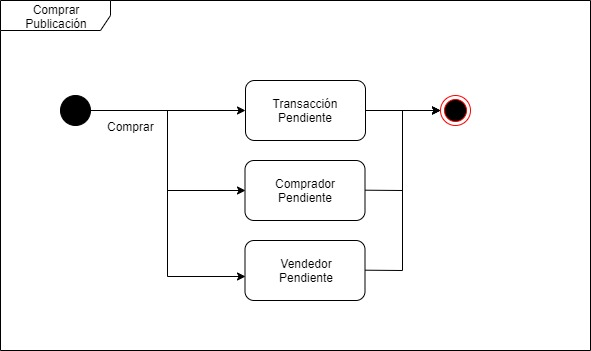 Comprar
Publicación
Comprar
Transacción
Pendiente
Comprador
Pendiente
Vendedor
Pendiente